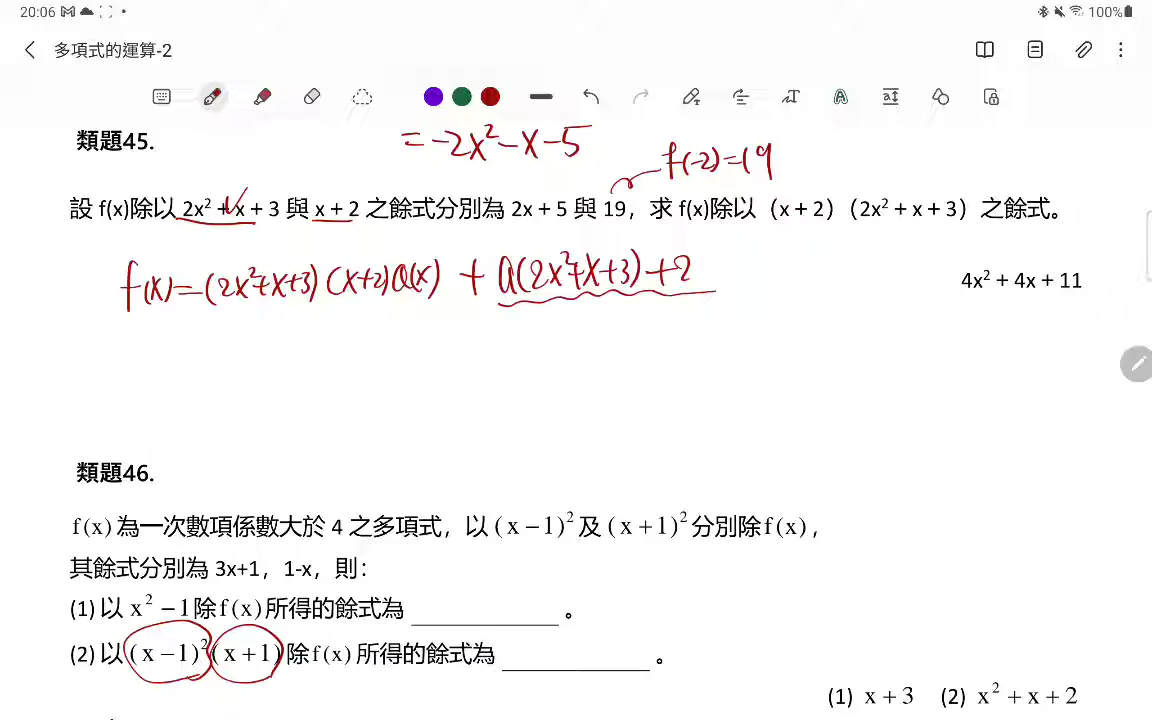 20:06 100%
多項式的運算-2
類題45.
= -2x² - x - 5
f(-2)=19
設 f(x)除以 2x² + x + 3 與 x + 2 之餘式分別為 2x + 5 與 19，求 f(x)除以（x + 2）（2x² + x + 3）之餘式。
f(x)=(2x²+x+3)(x+2)Q(x) + a(2x²+x+3)+2
4x² + 4x + 11
類題46.
f(x) 為一次數項係數大於 4 之多項式，以 (x − 1)² 及 (x + 1)² 分別除 f(x)，
其餘式分別為 3x+1，1-x，則：
(1) 以 x² − 1 除 f(x) 所得的餘式為 ____________ 。
(2) 以 (x − 1)² (x + 1) 除 f(x) 所得的餘式為 ____________ 。
(1) x + 3 (2) x² + x + 2